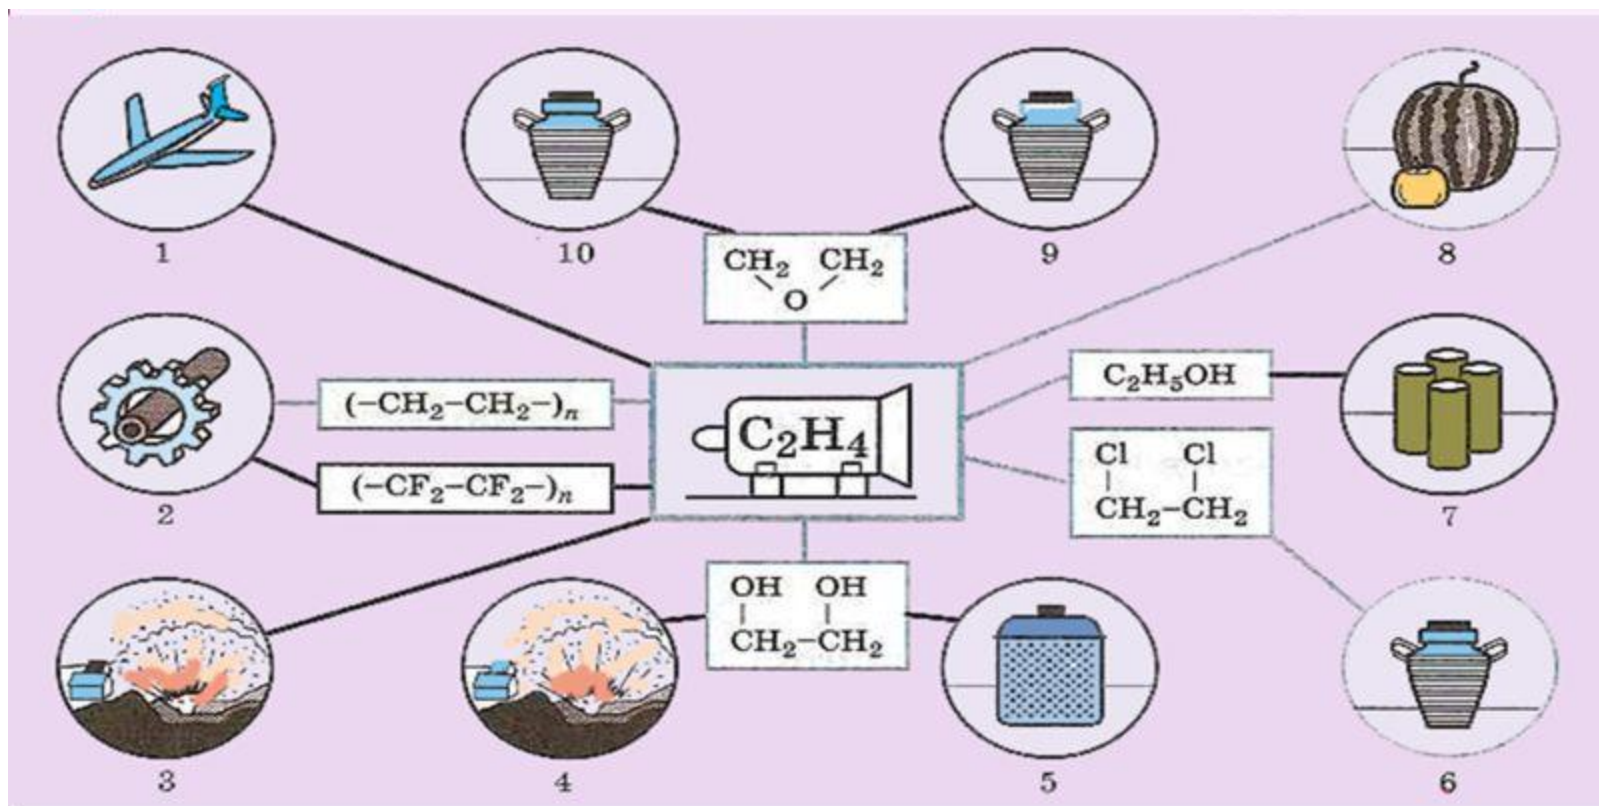 1
10
9
8
CH₂ CH₂
O
(–CH₂–CH₂–)ₙ
(–CF₂–CF₂–)ₙ
2
C₂H₄
C₂H₅OH
Cl Cl
CH₂–CH₂
7
OH OH
CH₂–CH₂
3
4
5
6